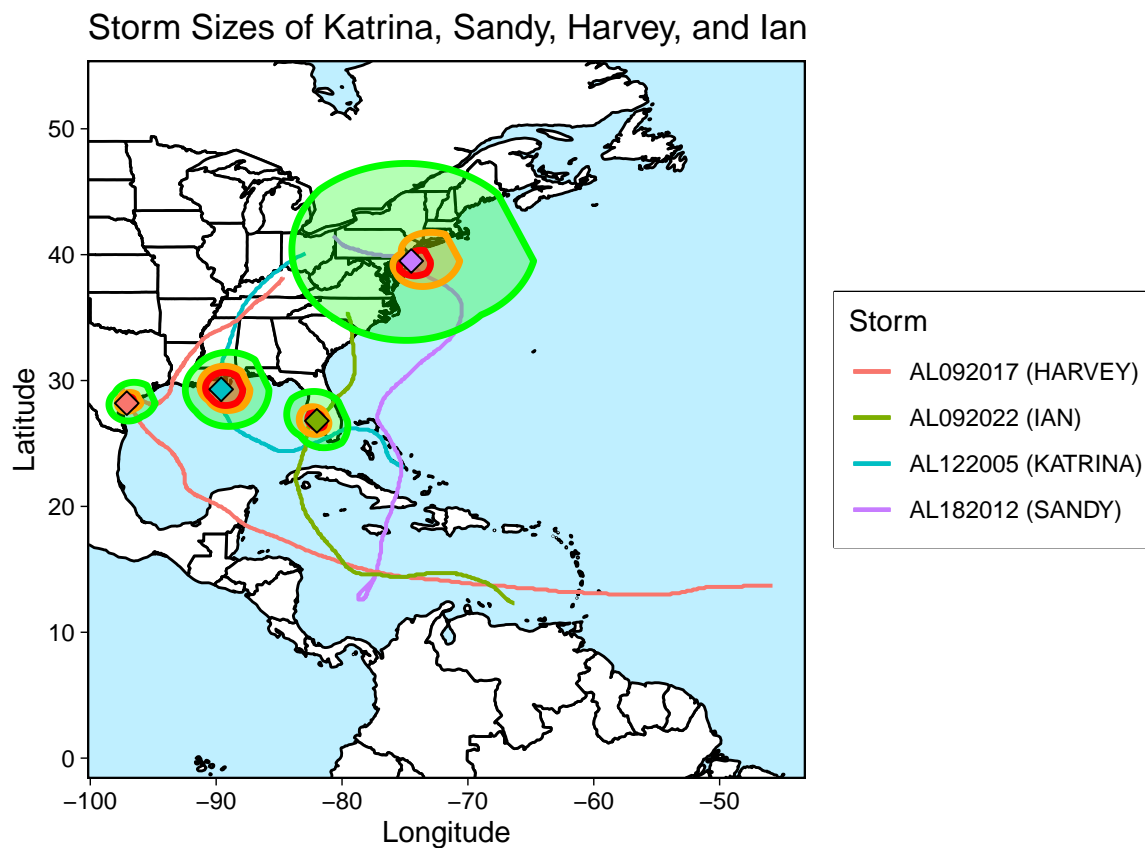 Storm Sizes of Katrina, Sandy, Harvey, and Ian
50
40
30
20
10
0
Latitude
−100
−90
−80
−70
−60
−50
Longitude
Storm
AL092017 (HARVEY)
AL092022 (IAN)
AL122005 (KATRINA)
AL182012 (SANDY)